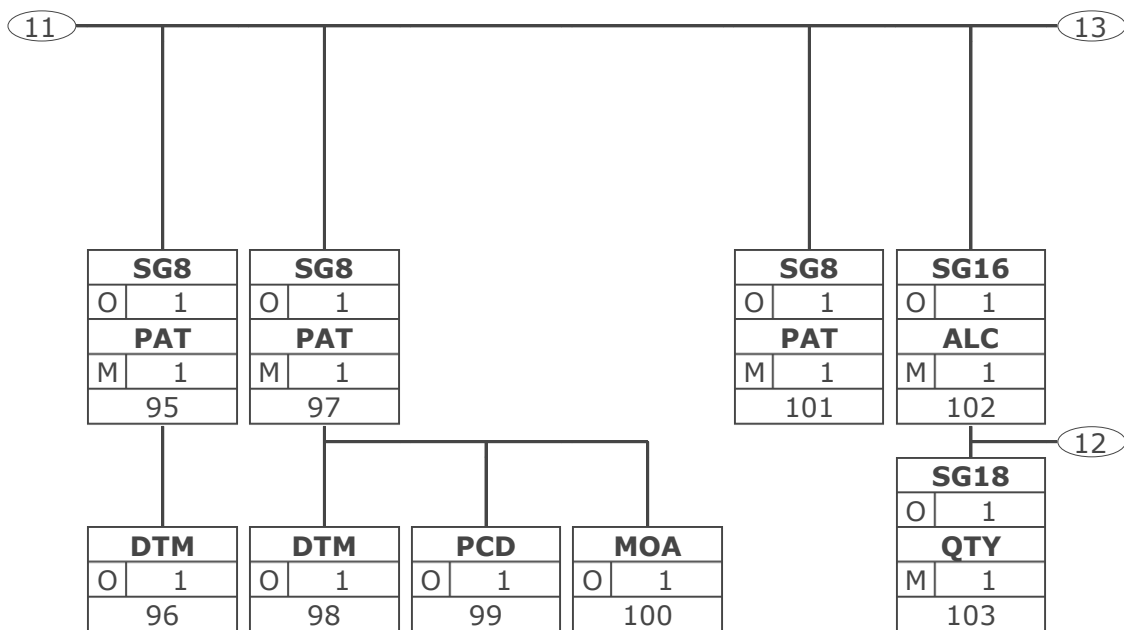 11
13
SG8
O 1
PAT
M 1
95
SG8
O 1
PAT
M 1
97
SG8
O 1
PAT
M 1
101
SG16
O 1
ALC
M 1
102
12
DTM
O 1
96
DTM
O 1
98
PCD
O 1
99
MOA
O 1
100
SG18
O 1
QTY
M 1
103